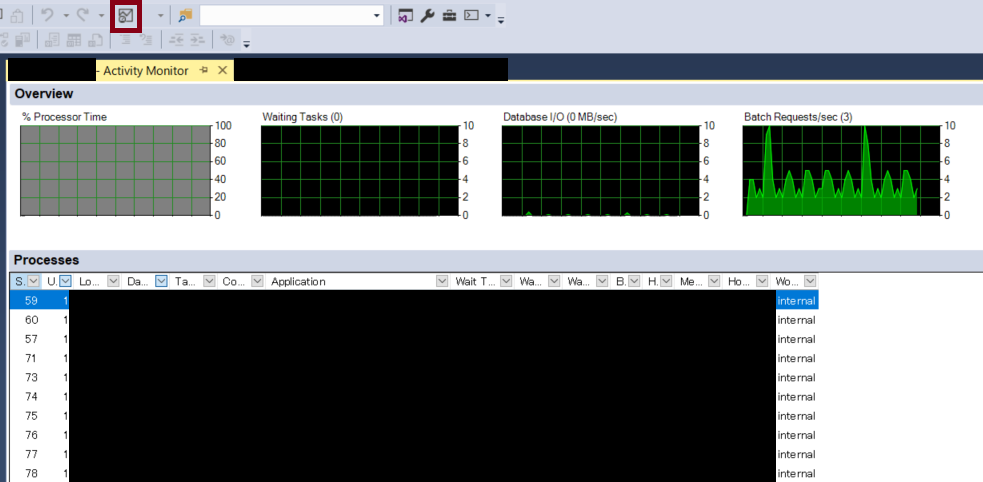 - Activity Monitor
Overview
% Processor Time
100
80
60
40
20
0
Waiting Tasks (0)
10
8
6
4
2
0
Database I/O (0 MB/sec)
10
8
6
4
2
0
Batch Requests/sec (3)
10
8
6
4
2
0
Processes
S. U. Lo... Da... Ta... Co... Application Wait T... Wa... Wa... B. H. Me... Ho... Wo...
59 1 internal
60 1 internal
57 1 internal
71 1 internal
73 1 internal
74 1 internal
75 1 internal
76 1 internal
77 1 internal
78 1 internal